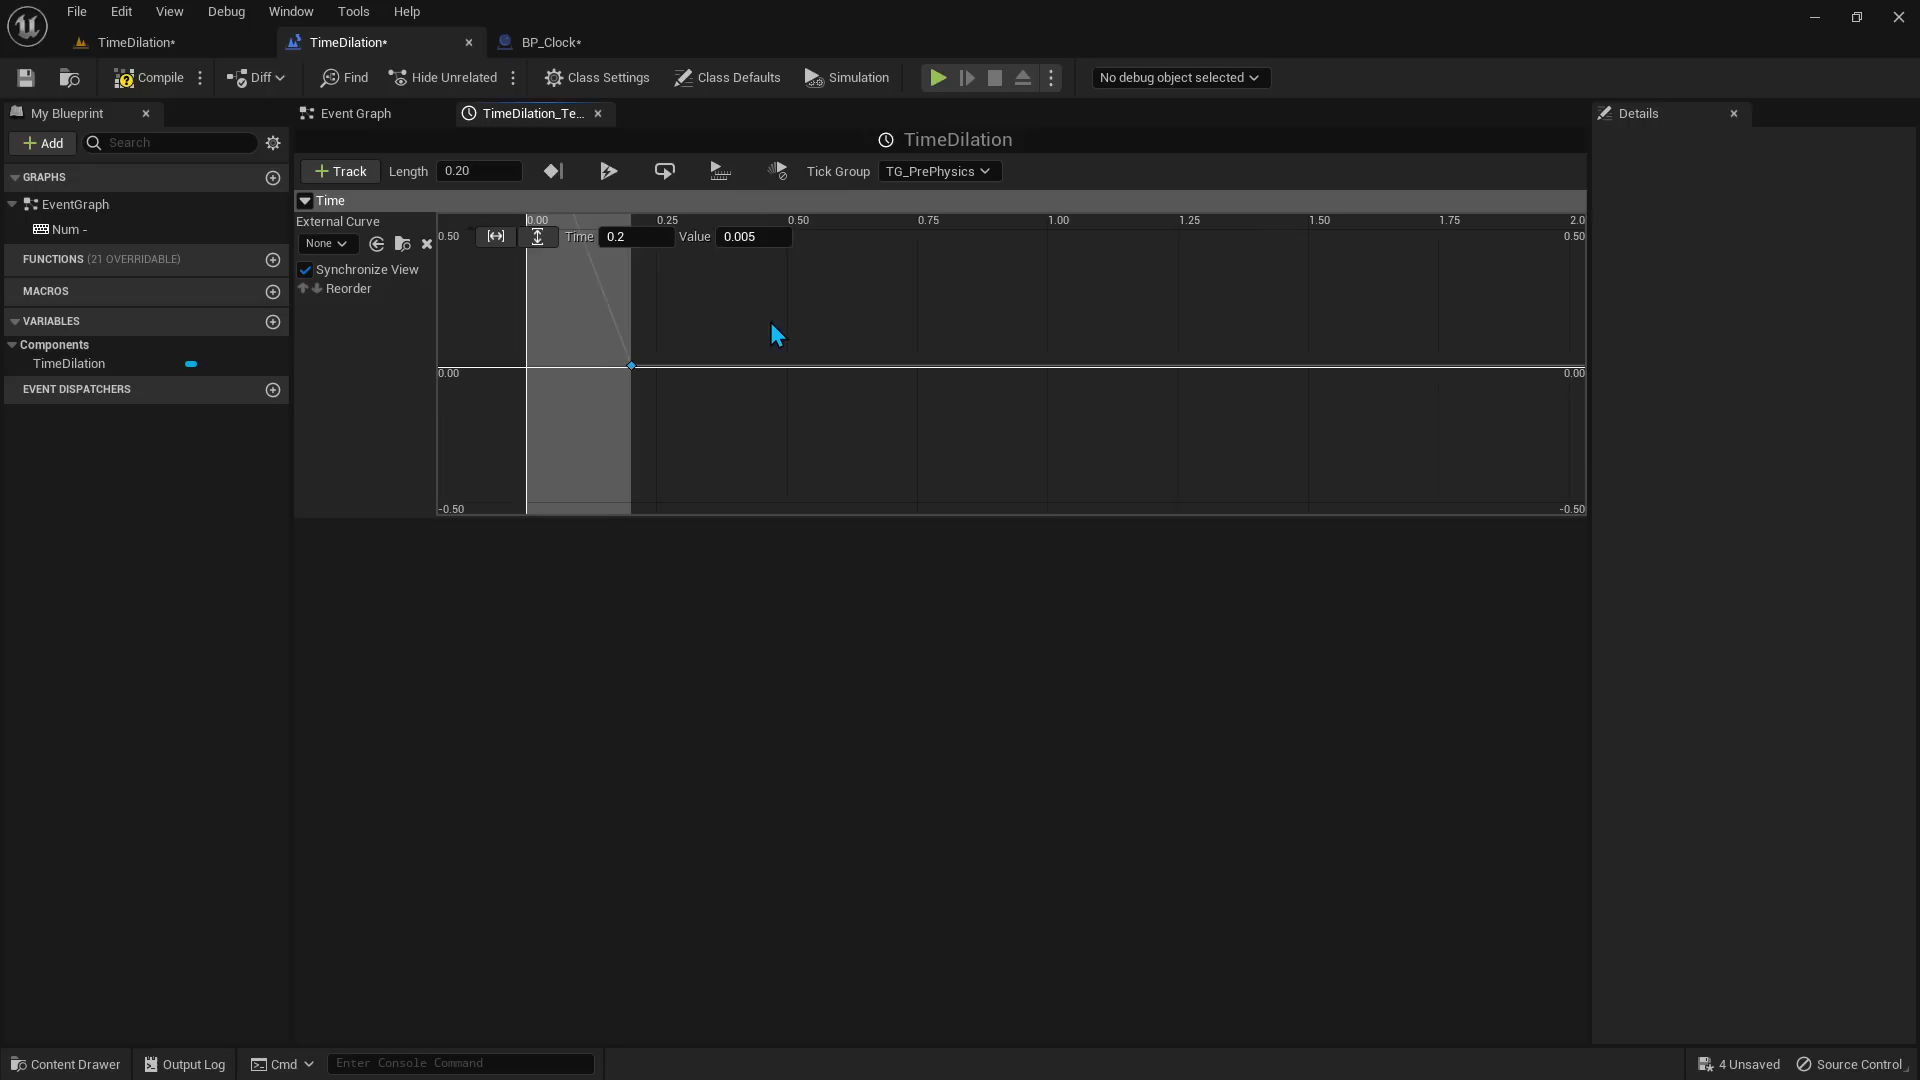 File Edit View Debug Window Tools Help
TimeDilation* TimeDilation* BP_Clock*
Compile Diff Find Hide Unrelated Class Settings Class Defaults Simulation No debug object selected
My Blueprint Event Graph TimeDilation_Te... Details
Add Search TimeDilation
Track Length 0.20 Tick Group TG_PrePhysics
GRAPHS
EventGraph
Num -
FUNCTIONS (21 OVERRIDABLE)
MACROS
VARIABLES
Components
TimeDilation
EVENT DISPATCHERS
Time
External Curve
None
Synchronize View
Reorder
0.00 0.25 0.50 0.75 1.00 1.25 1.50 1.75 2.0
0.50 Time 0.2 Value 0.005 0.50
0.00 0.00
-0.50 -0.50
Content Drawer Output Log Cmd Enter Console Command 4 Unsaved Source Control